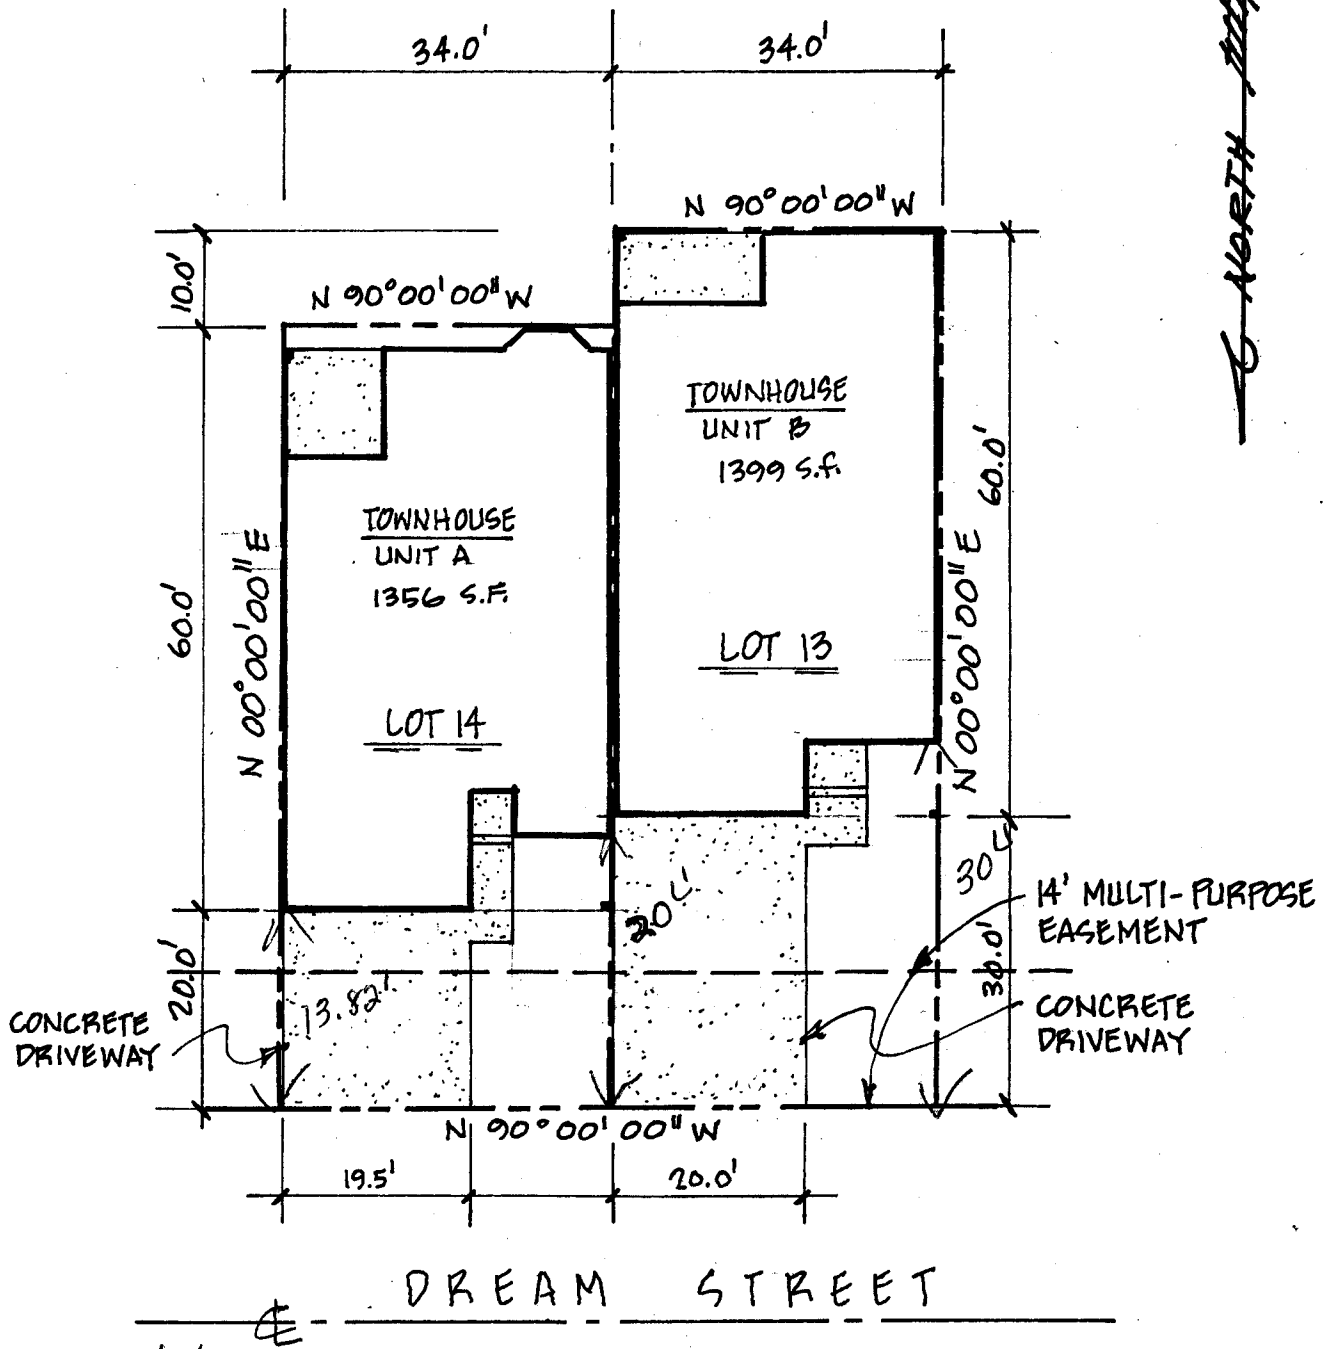 34.0'
34.0'
NORTH
N 90°00'00" W
10.0'
N 90°00'00" W
TOWNHOUSE
UNIT B
1399 S.f.
60.0'
TOWNHOUSE
UNIT A
1356 S.F.
N 00°00'00" E
N 00°00'00" E
60.0'
LOT 13
LOT 14
30
14' MULTI-PURPOSE
EASEMENT
20.0'
13.82'
30.0'
CONCRETE
DRIVEWAY
CONCRETE
DRIVEWAY
N 90°00'00" W
19.5'
20.0'
DREAM STREET